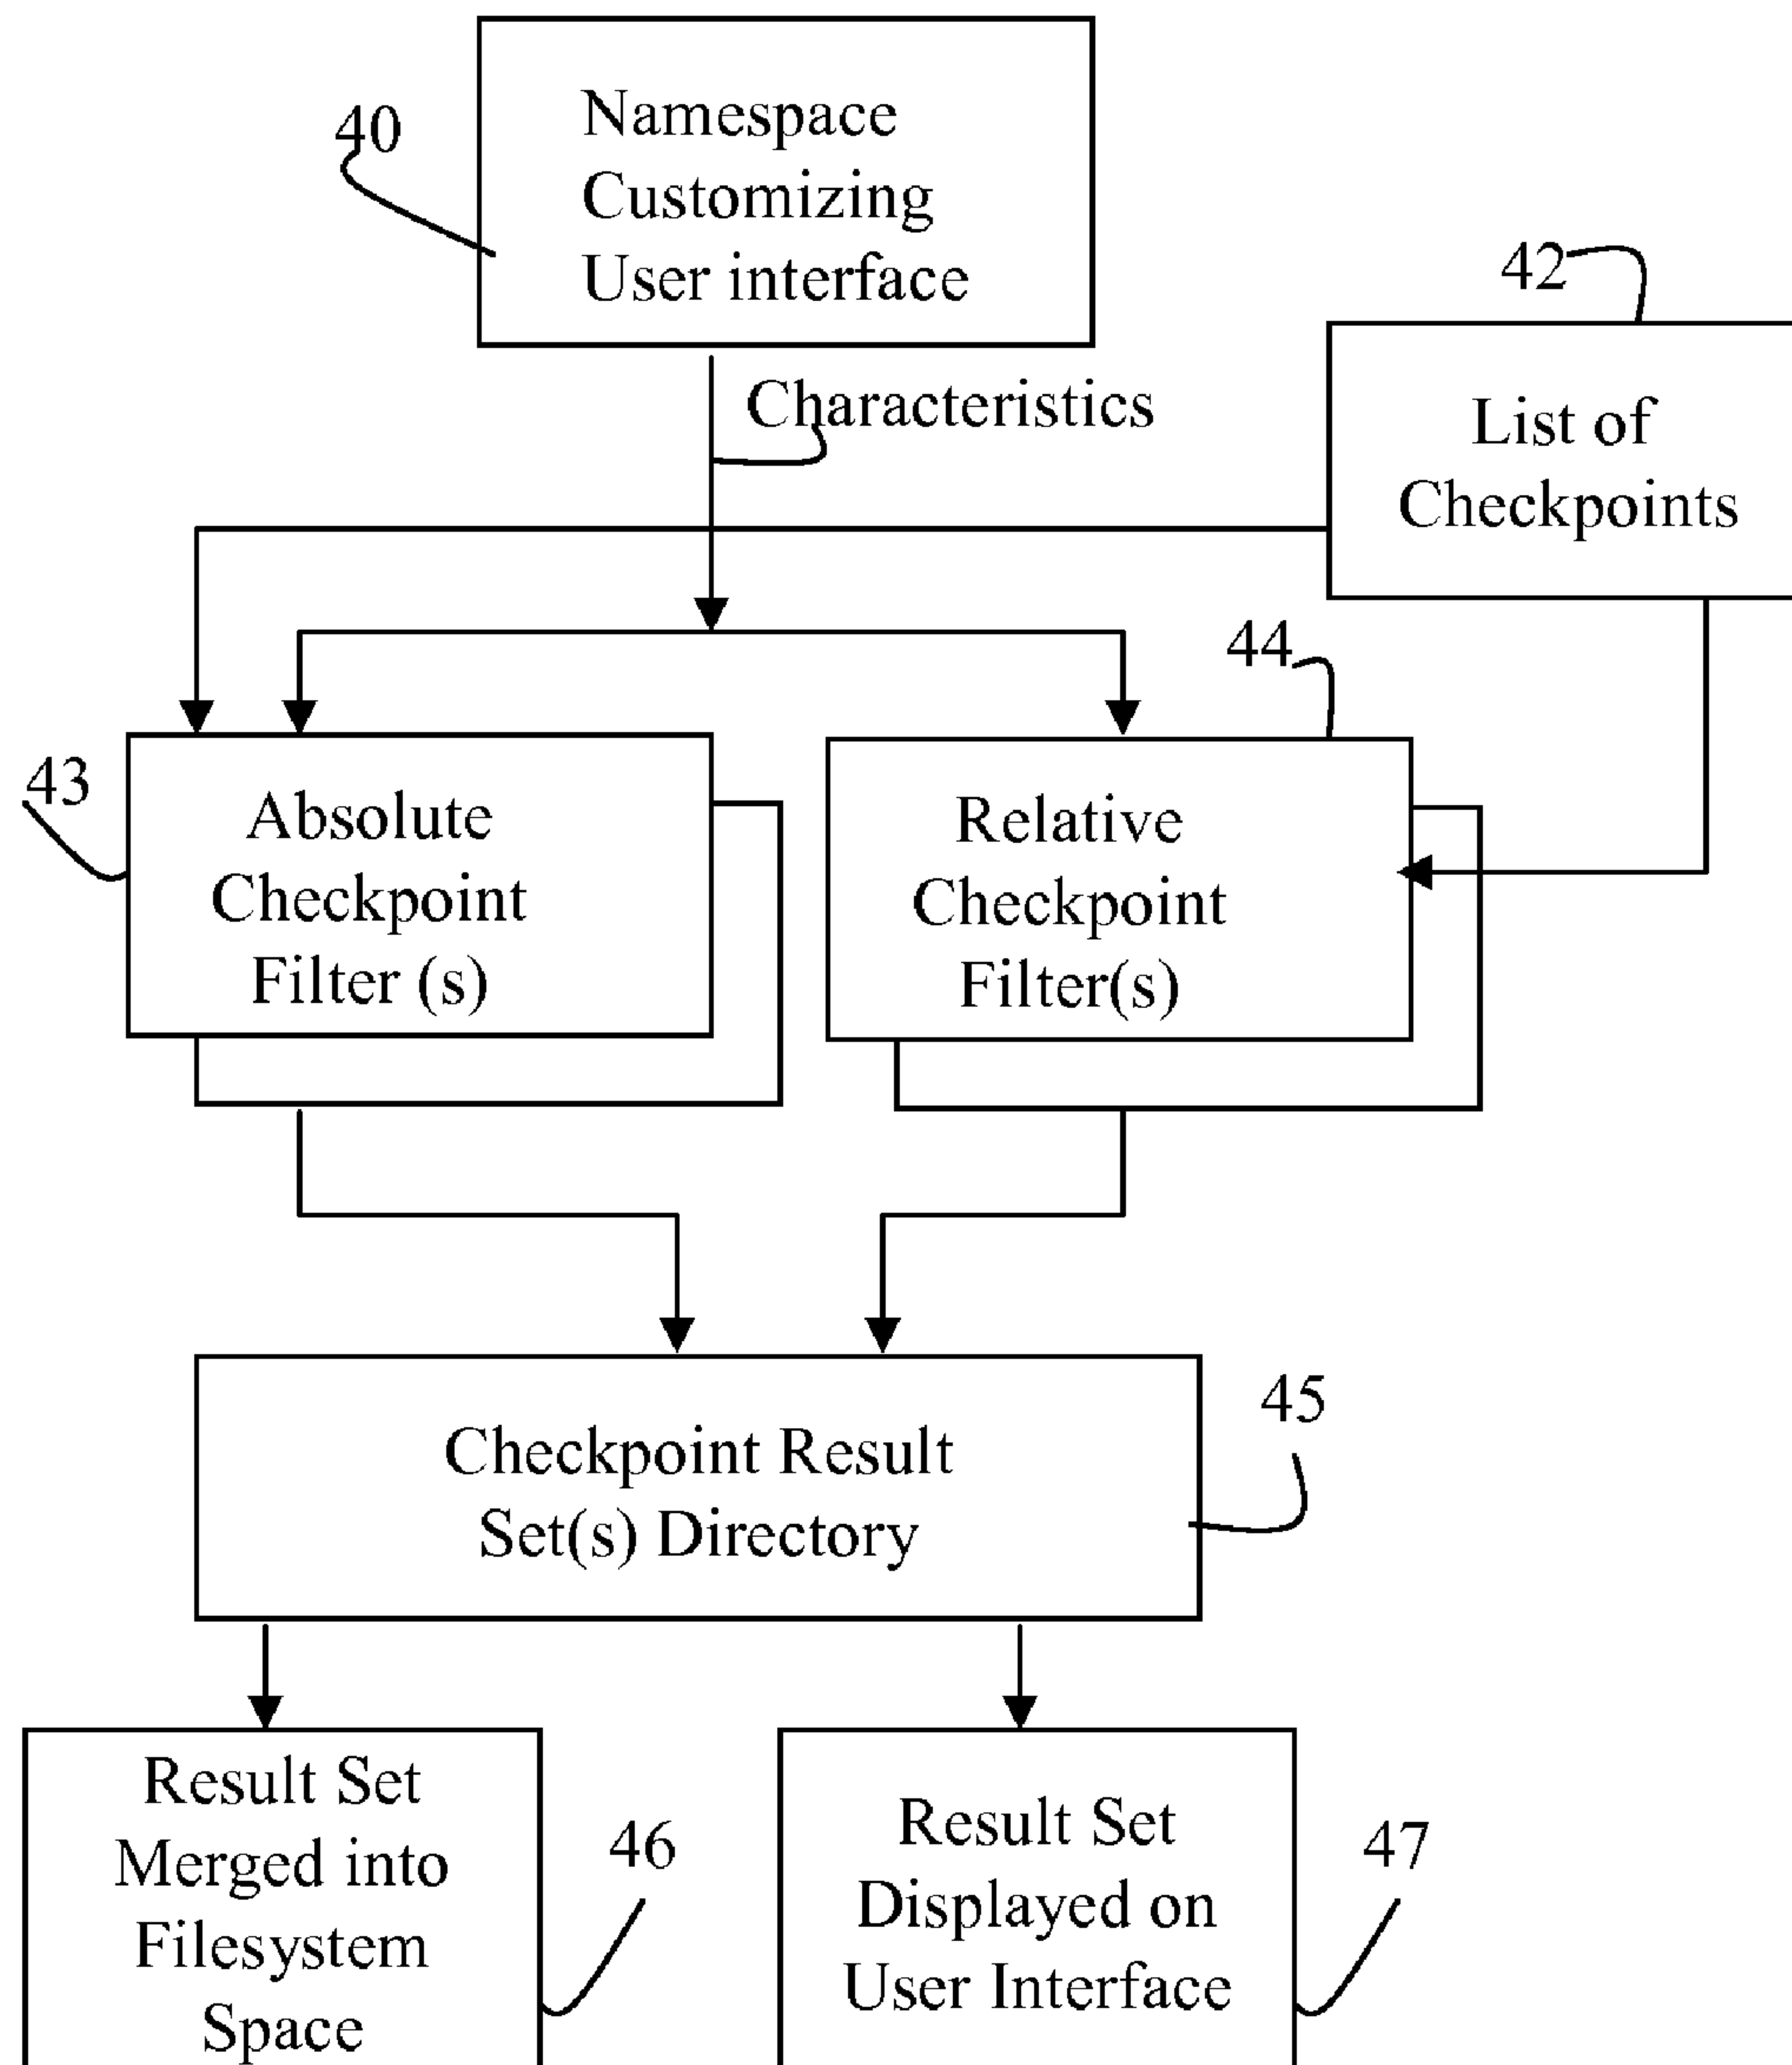 40
Namespace
Customizing
User interface
42
Characteristics
List of
Checkpoints
44
43
Absolute
Checkpoint
Filter (s)
Relative
Checkpoint
Filter(s)
45
Checkpoint Result
Set(s) Directory
Result Set
Merged into
Filesystem
Space
46
Result Set
Displayed on
User Interface
47